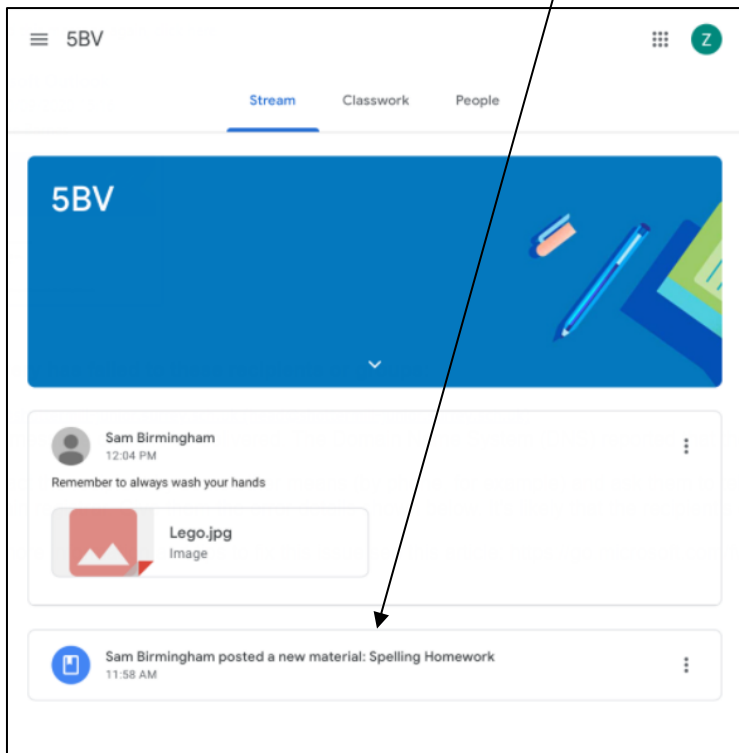 5BV
Z
Stream Classwork People
5BV
Sam Birmingham
12:04 PM
Remember to always wash your hands
Lego.jpg
Image
Sam Birmingham posted a new material: Spelling Homework
11:58 AM